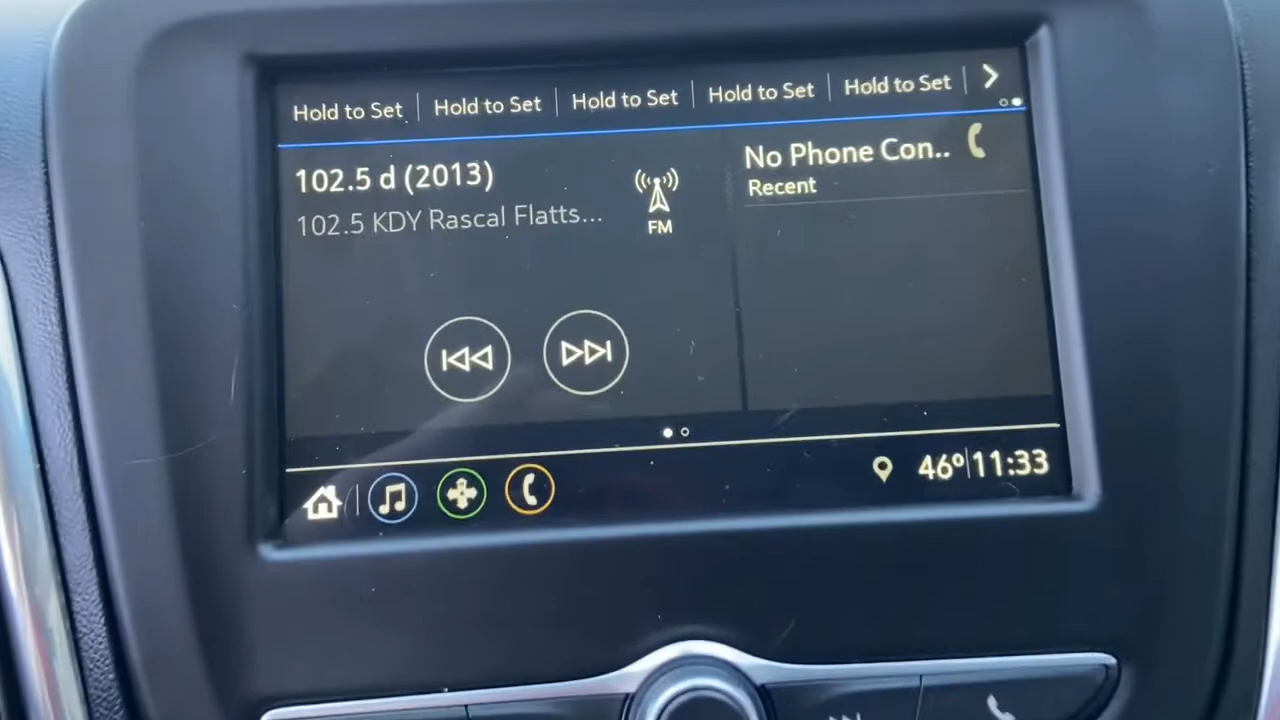 Hold to Set Hold to Set Hold to Set Hold to Set Hold to Set
102.5 d (2013)
102.5 KDY Rascal Flatts...
FM
No Phone Con..
Recent
46° 11:33